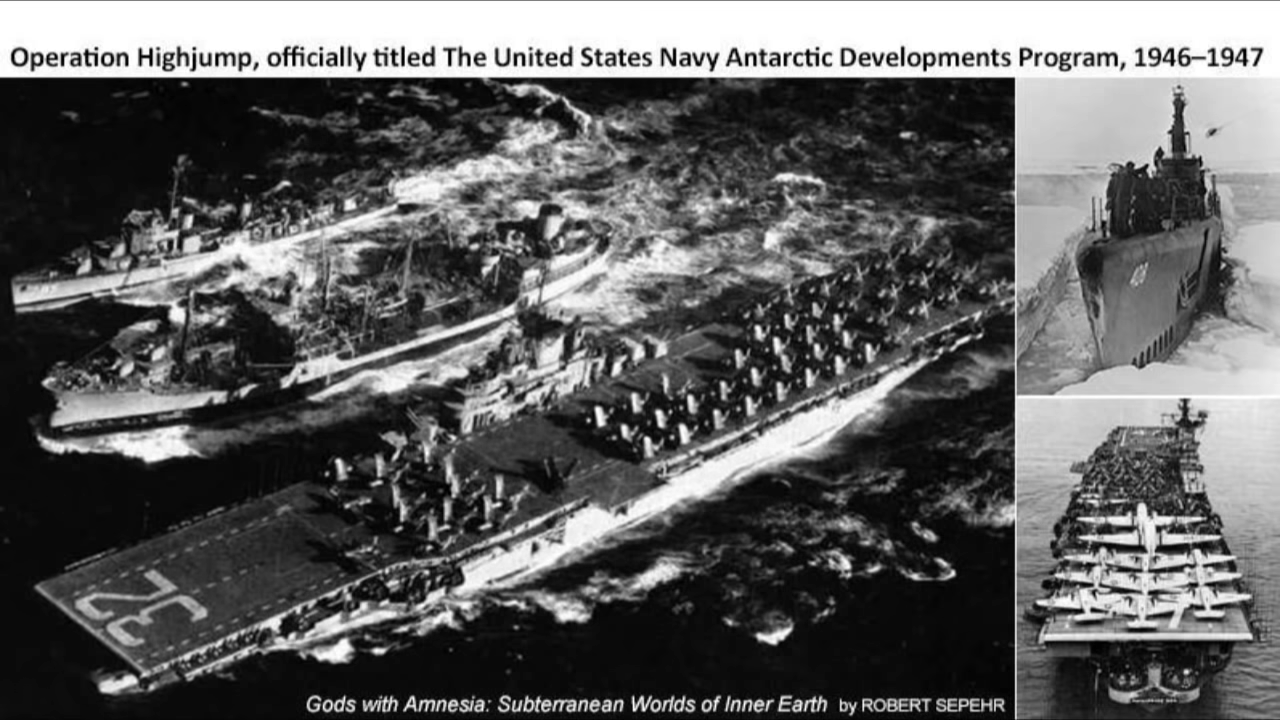 Operation Highjump, officially titled The United States Navy Antarctic Developments Program, 1946–1947
32
Gods with Amnesia: Subterranean Worlds of Inner Earth by ROBERT SEPEHR